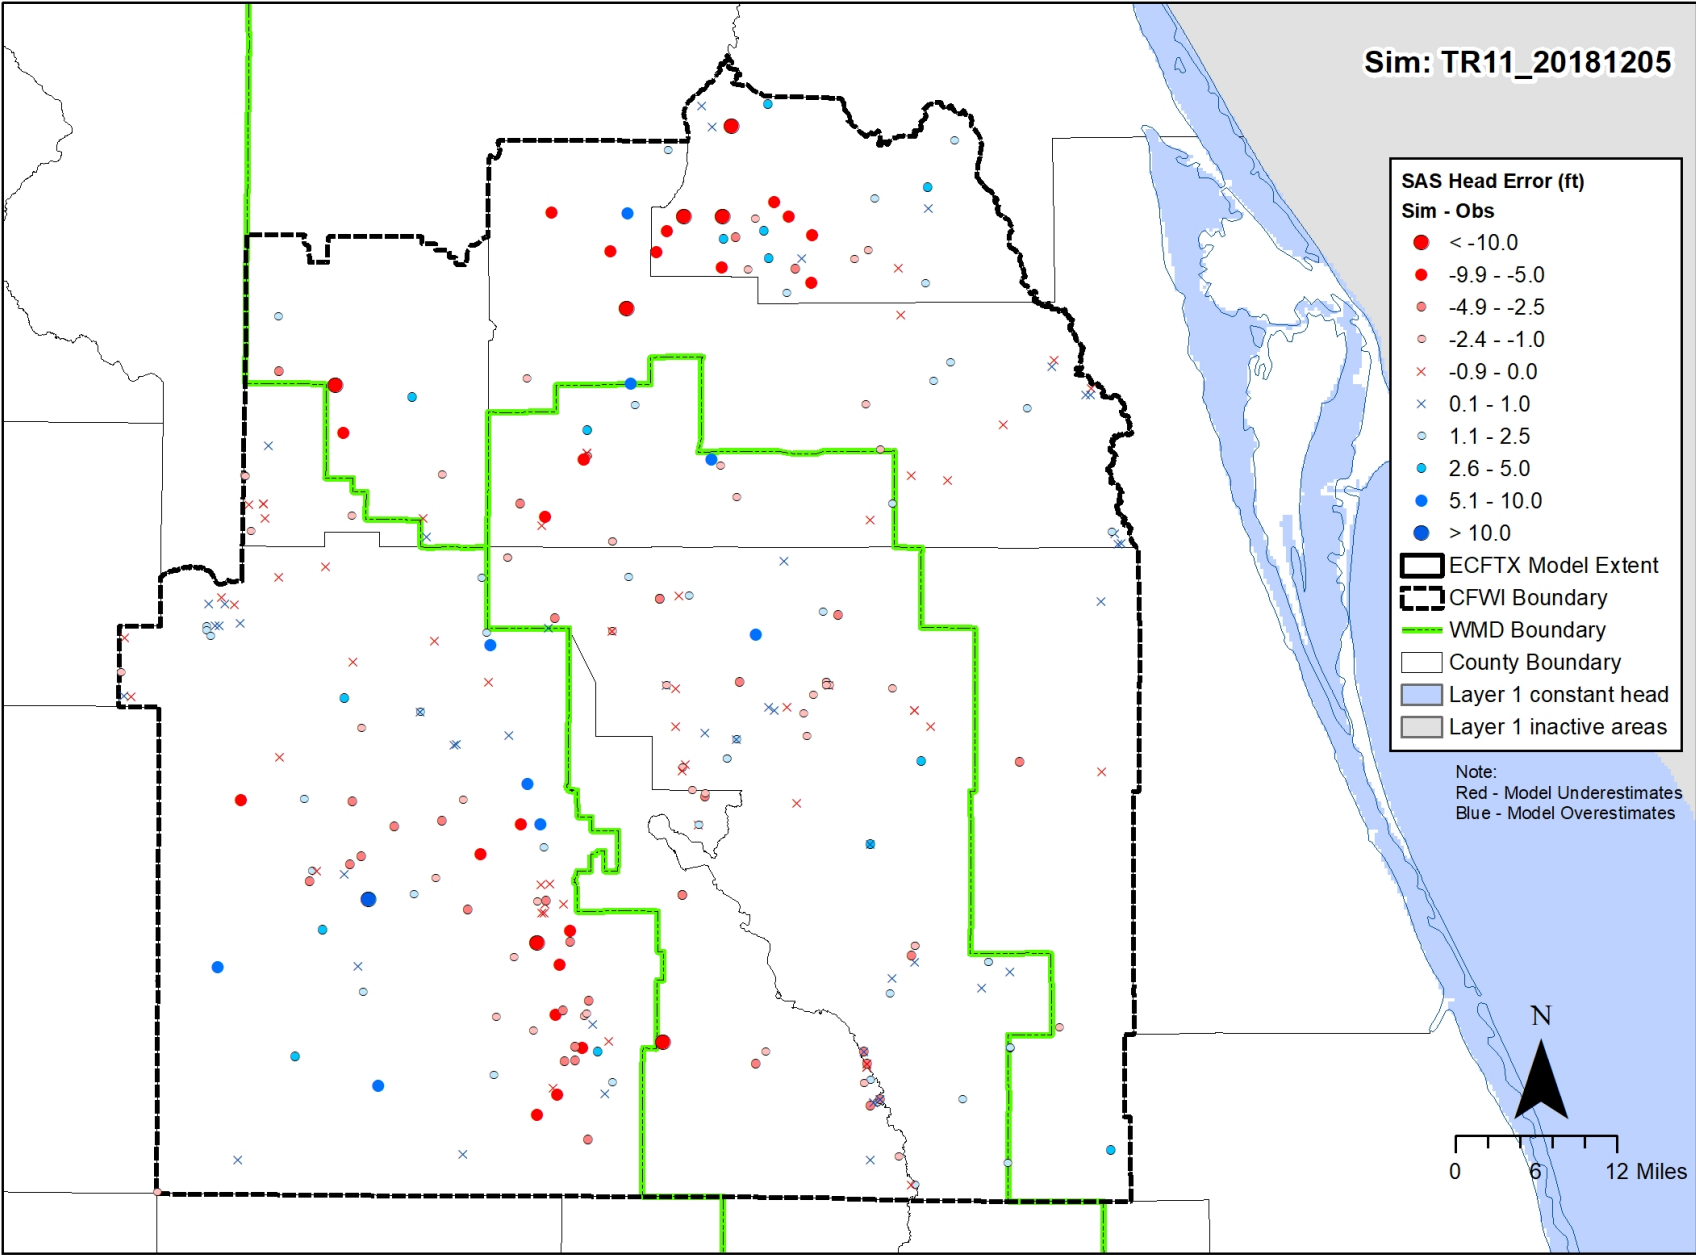 Sim: TR11_20181205
SAS Head Error (ft)
Sim - Obs
< -10.0
-9.9 - -5.0
-4.9 - -2.5
-2.4 - -1.0
-0.9 - 0.0
0.1 - 1.0
1.1 - 2.5
2.6 - 5.0
5.1 - 10.0
> 10.0
ECFTX Model Extent
CFWI Boundary
WMD Boundary
County Boundary
Layer 1 constant head
Layer 1 inactive areas
Note:
Red - Model Underestimates
Blue - Model Overestimates
N
0 6 12 Miles